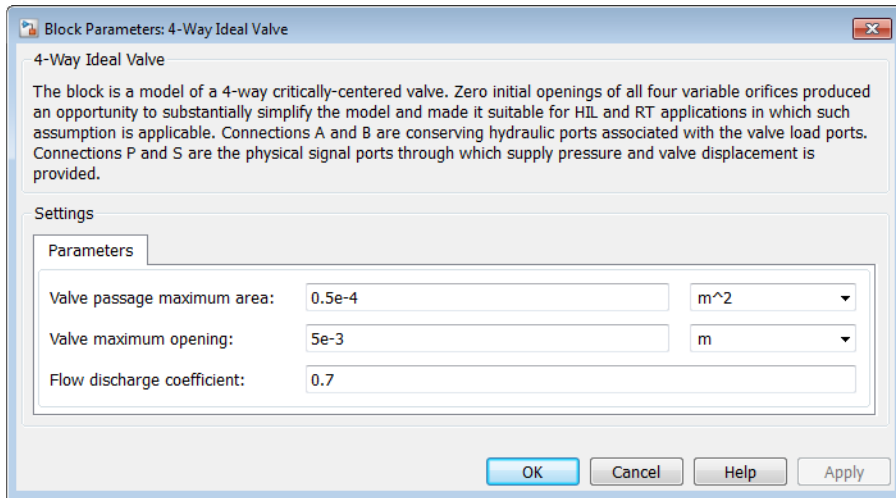 Block Parameters: 4-Way Ideal Valve
4-Way Ideal Valve
The block is a model of a 4-way critically-centered valve. Zero initial openings of all four variable orifices produced
an opportunity to substantially simplify the model and made it suitable for HIL and RT applications in which such
assumption is applicable. Connections A and B are conserving hydraulic ports associated with the valve load ports.
Connections P and S are the physical signal ports through which supply pressure and valve displacement is
provided.
Settings
Parameters
Valve passage maximum area: 0.5e-4 m^2
Valve maximum opening: 5e-3 m
Flow discharge coefficient: 0.7
OK Cancel Help Apply